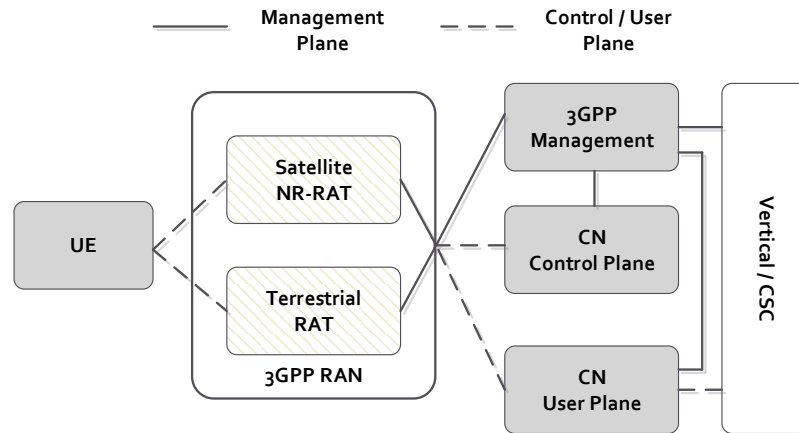 Management
Plane
Control / User
Plane
3GPP
Management
Satellite
NR-RAT
UE
CN
Control Plane
Vertical / CSC
Terrestrial
RAT
3GPP RAN
CN
User Plane